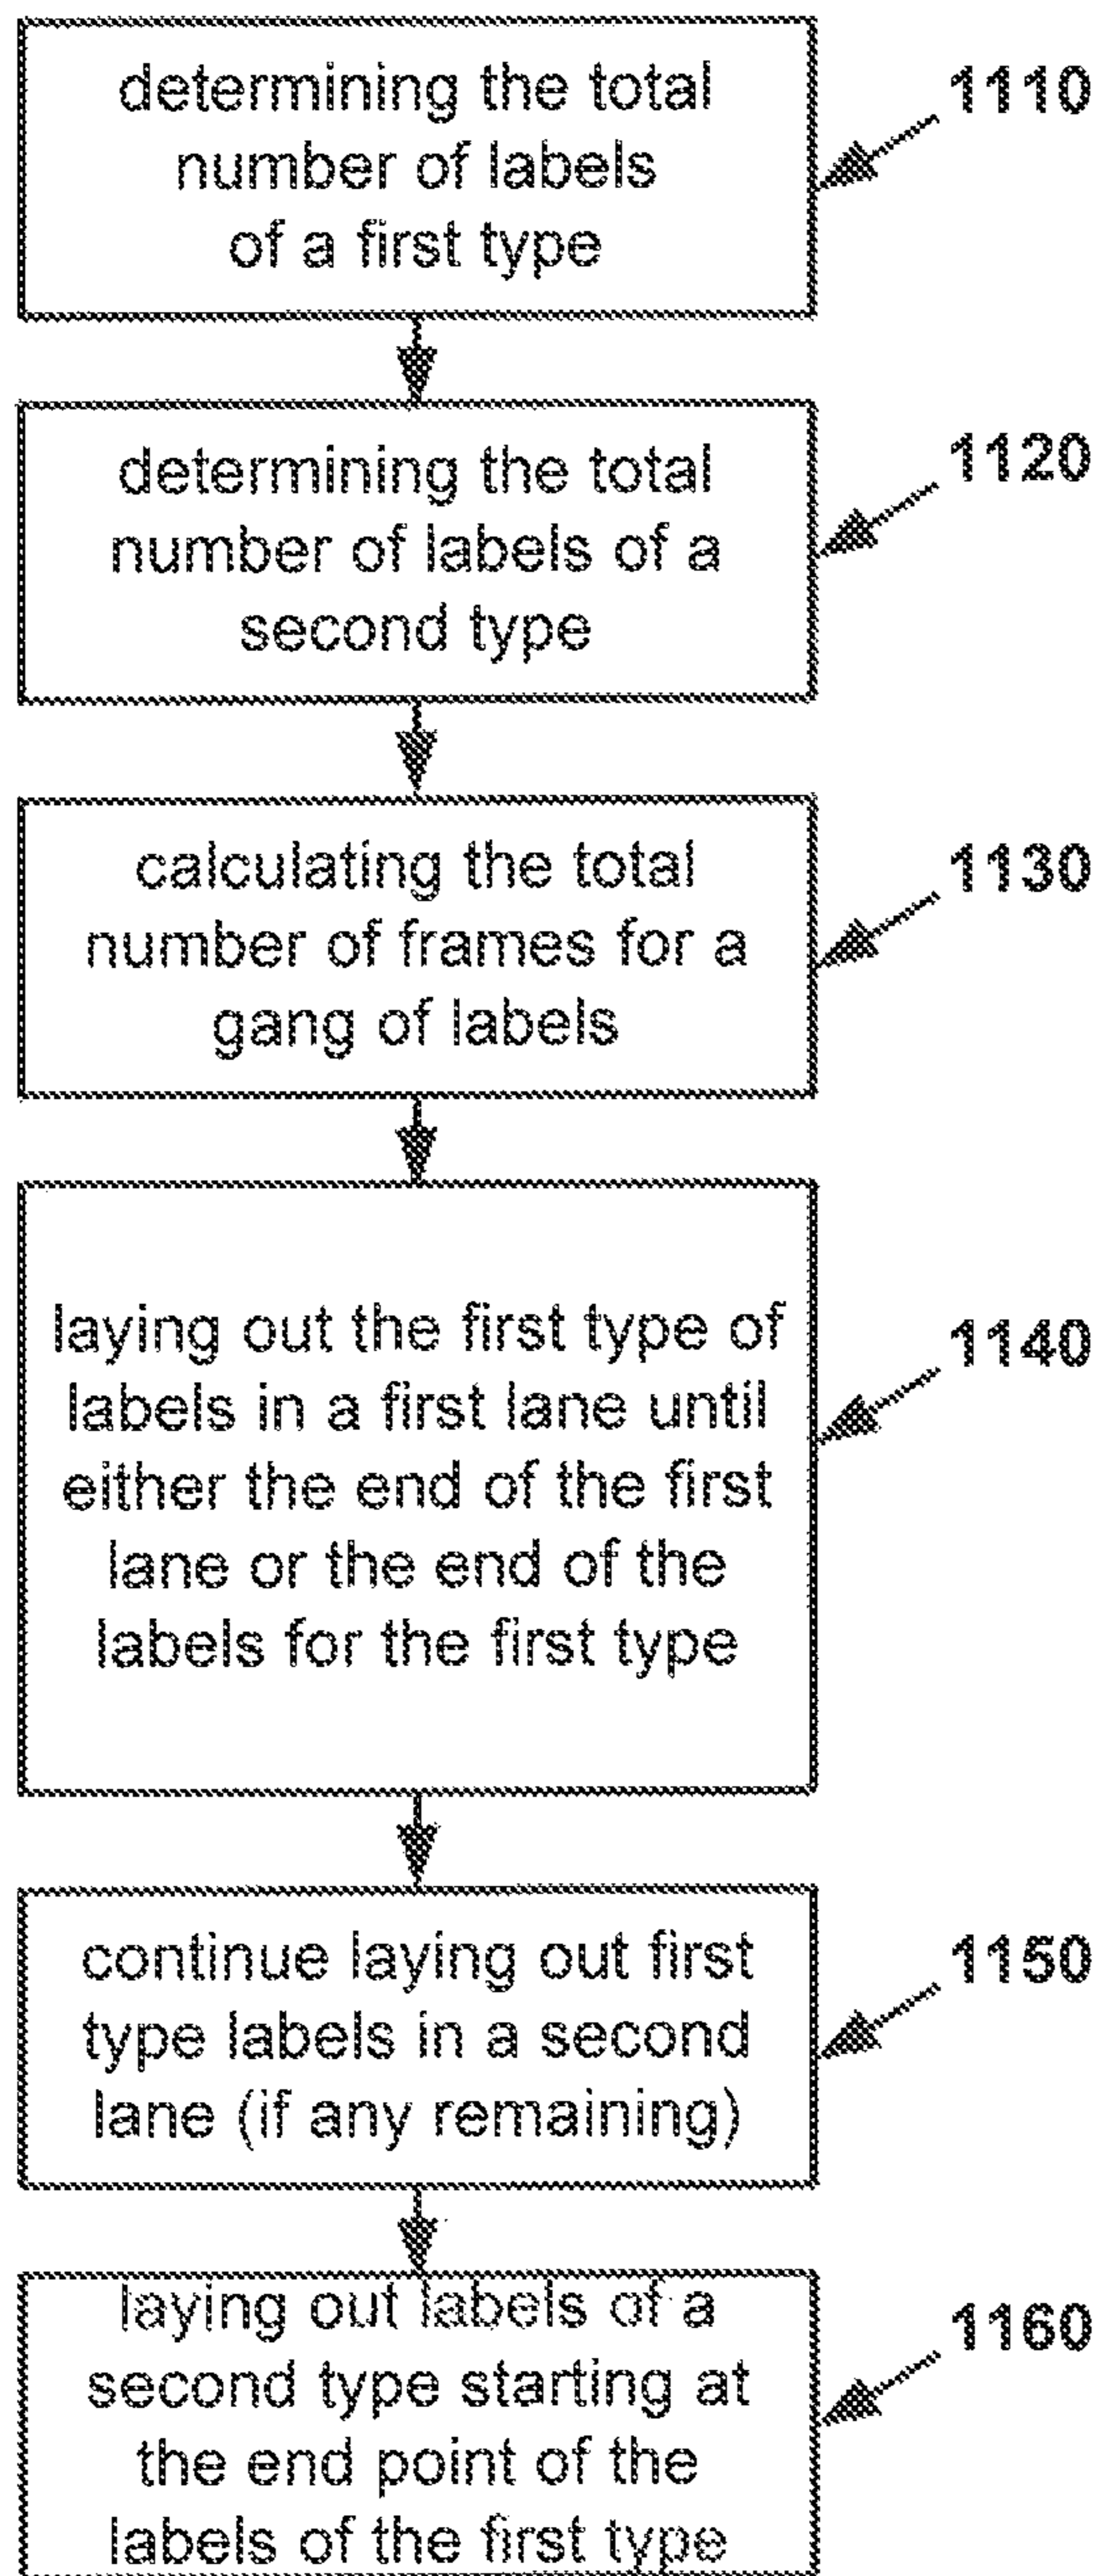 determining the total
number of labels
of a first type
1110
determining the total
number of labels of a
second type
1120
calculating the total
number of frames for a
gang of labels
1130
laying out the first type of
labels in a first lane until
either the end of the first
lane or the end of the
labels for the first type
1140
continue laying out first
type labels in a second
lane (if any remaining)
1150
laying out labels of a
second type starting at
the end point of the
labels of the first type
1160